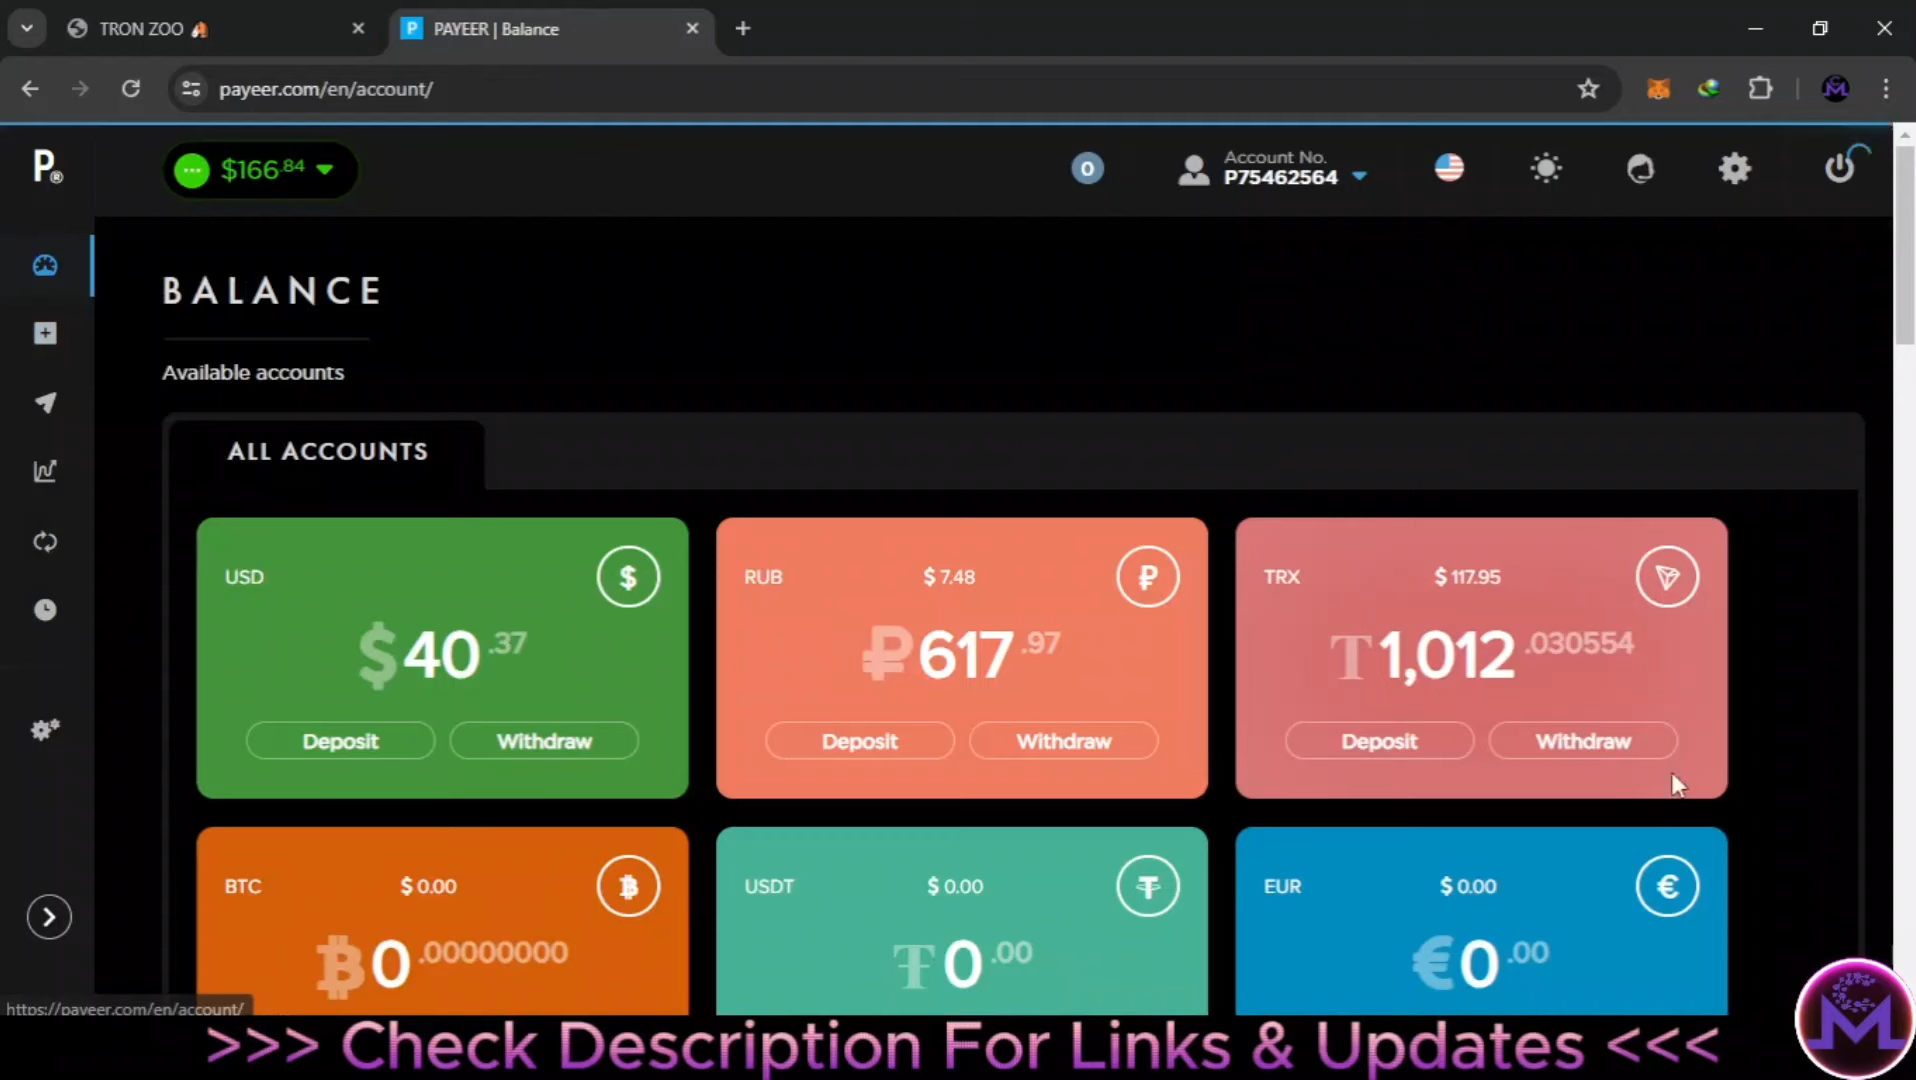 TRON ZOO
PAYEER | Balance
payeer.com/en/account/
P®
$166.84
0
Account No.
P75462564
BALANCE
Available accounts
ALL ACCOUNTS
USD
$
$40.37
Deposit
Withdraw
RUB
$ 7.48
₽
₽617.97
Deposit
Withdraw
TRX
$ 117.95
T1,012.030554
Deposit
Withdraw
BTC
$ 0.00
₿
₿0.00000000
USDT
$ 0.00
₮
₮0.00
EUR
$ 0.00
€
€0.00
https://payeer.com/en/account/
>>> Check Description For Links & Updates <<<
M